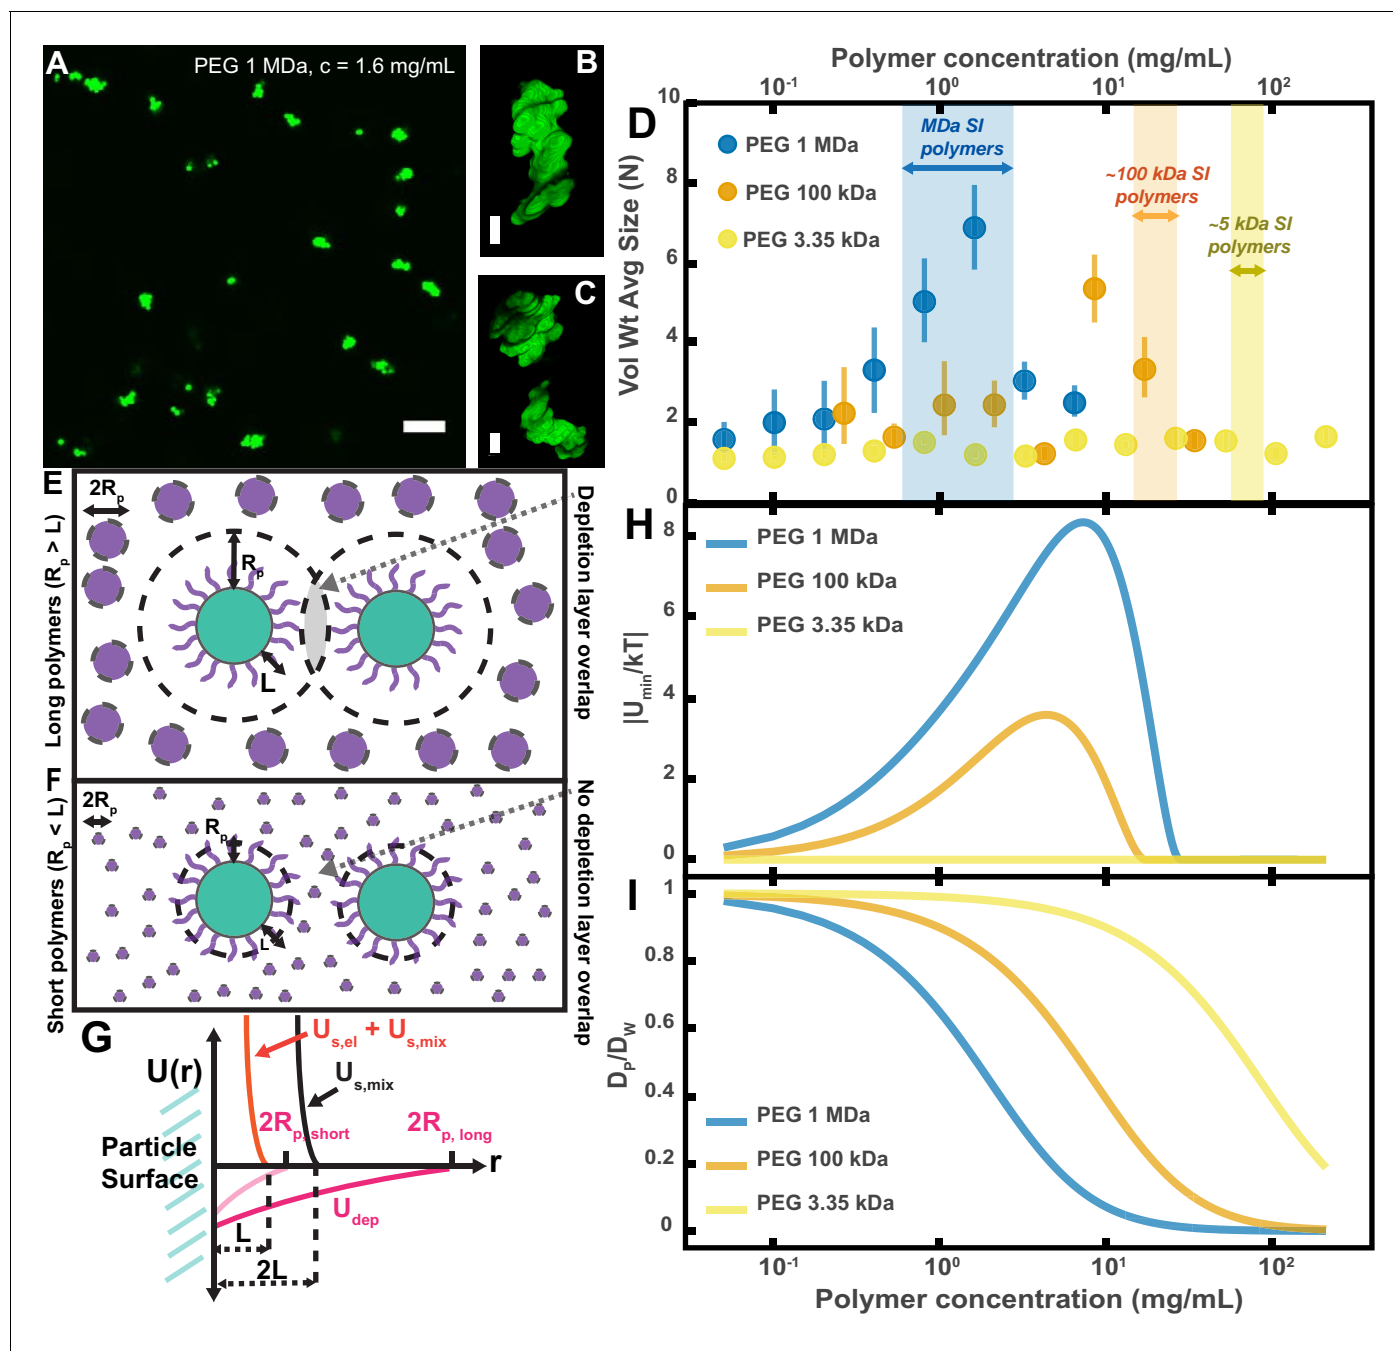 A
PEG 1 MDa, c = 1.6 mg/mL
B
C
Polymer concentration (mg/mL)
10-1
100
101
102
D
Vol Wt Avg Size (N)
10
8
6
4
2
0
PEG 1 MDa
PEG 100 kDa
PEG 3.35 kDa
MDa SI
polymers
~100 kDa SI
polymers
~5 kDa SI
polymers
E
Long polymers (Rp > L)
2Rp
Rp
L
Depletion layer overlap
F
Short polymers (Rp < L)
2Rp
Rp
L
No depletion layer overlap
G
U(r)
Us,el + Us,mix
Us,mix
2Rp, short
2Rp, long
r
Particle
Surface
Udep
L
2L
H
|Umin/kT|
8
6
4
2
0
PEG 1 MDa
PEG 100 kDa
PEG 3.35 kDa
I
DP/DW
1
0.8
0.6
0.4
0.2
0
PEG 1 MDa
PEG 100 kDa
PEG 3.35 kDa
10-1
100
101
102
Polymer concentration (mg/mL)